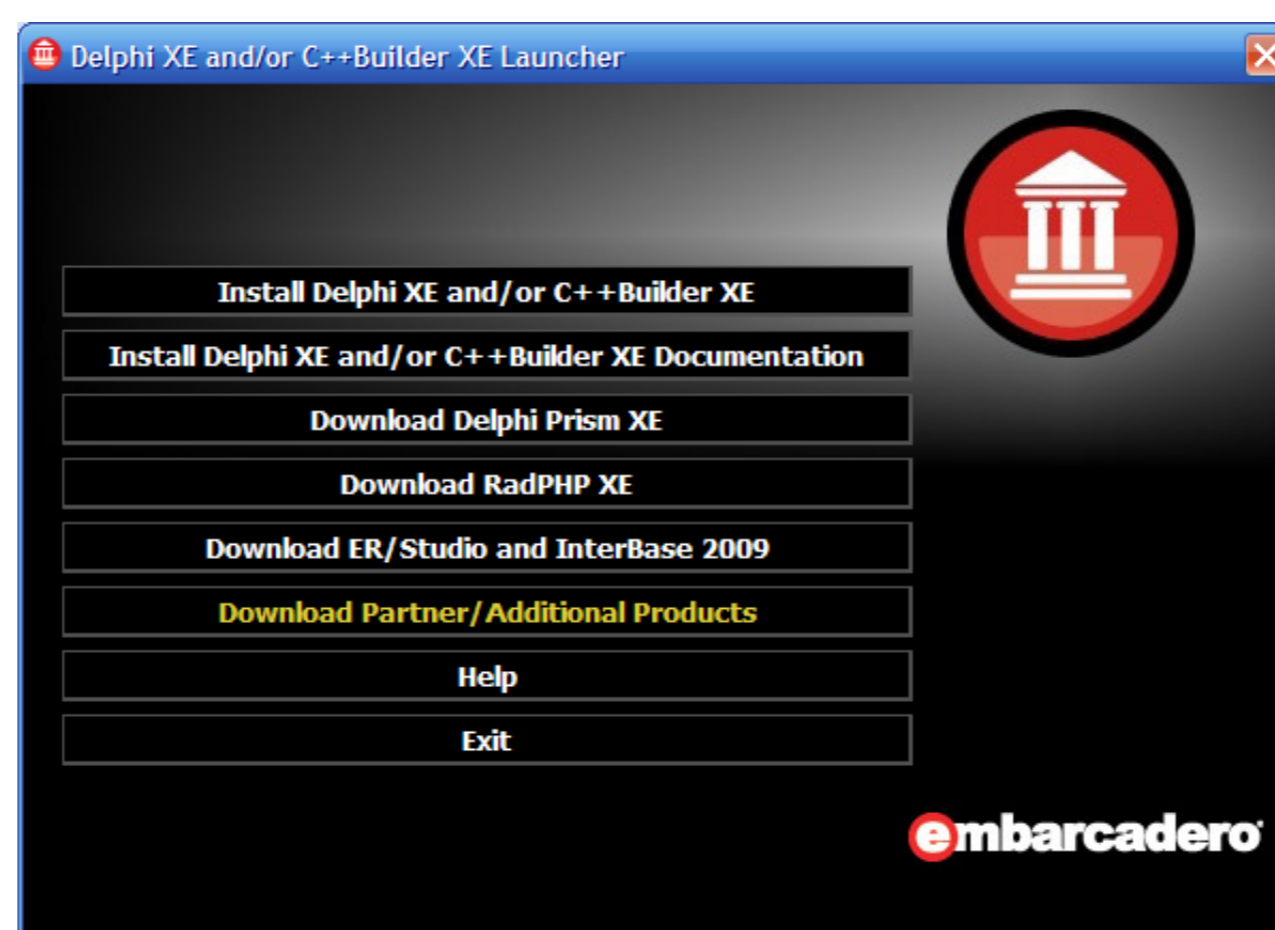 Delphi XE and/or C++Builder XE Launcher
Install Delphi XE and/or C++Builder XE
Install Delphi XE and/or C++Builder XE Documentation
Download Delphi Prism XE
Download RadPHP XE
Download ER/Studio and InterBase 2009
Download Partner/Additional Products
Help
Exit
embarcadero